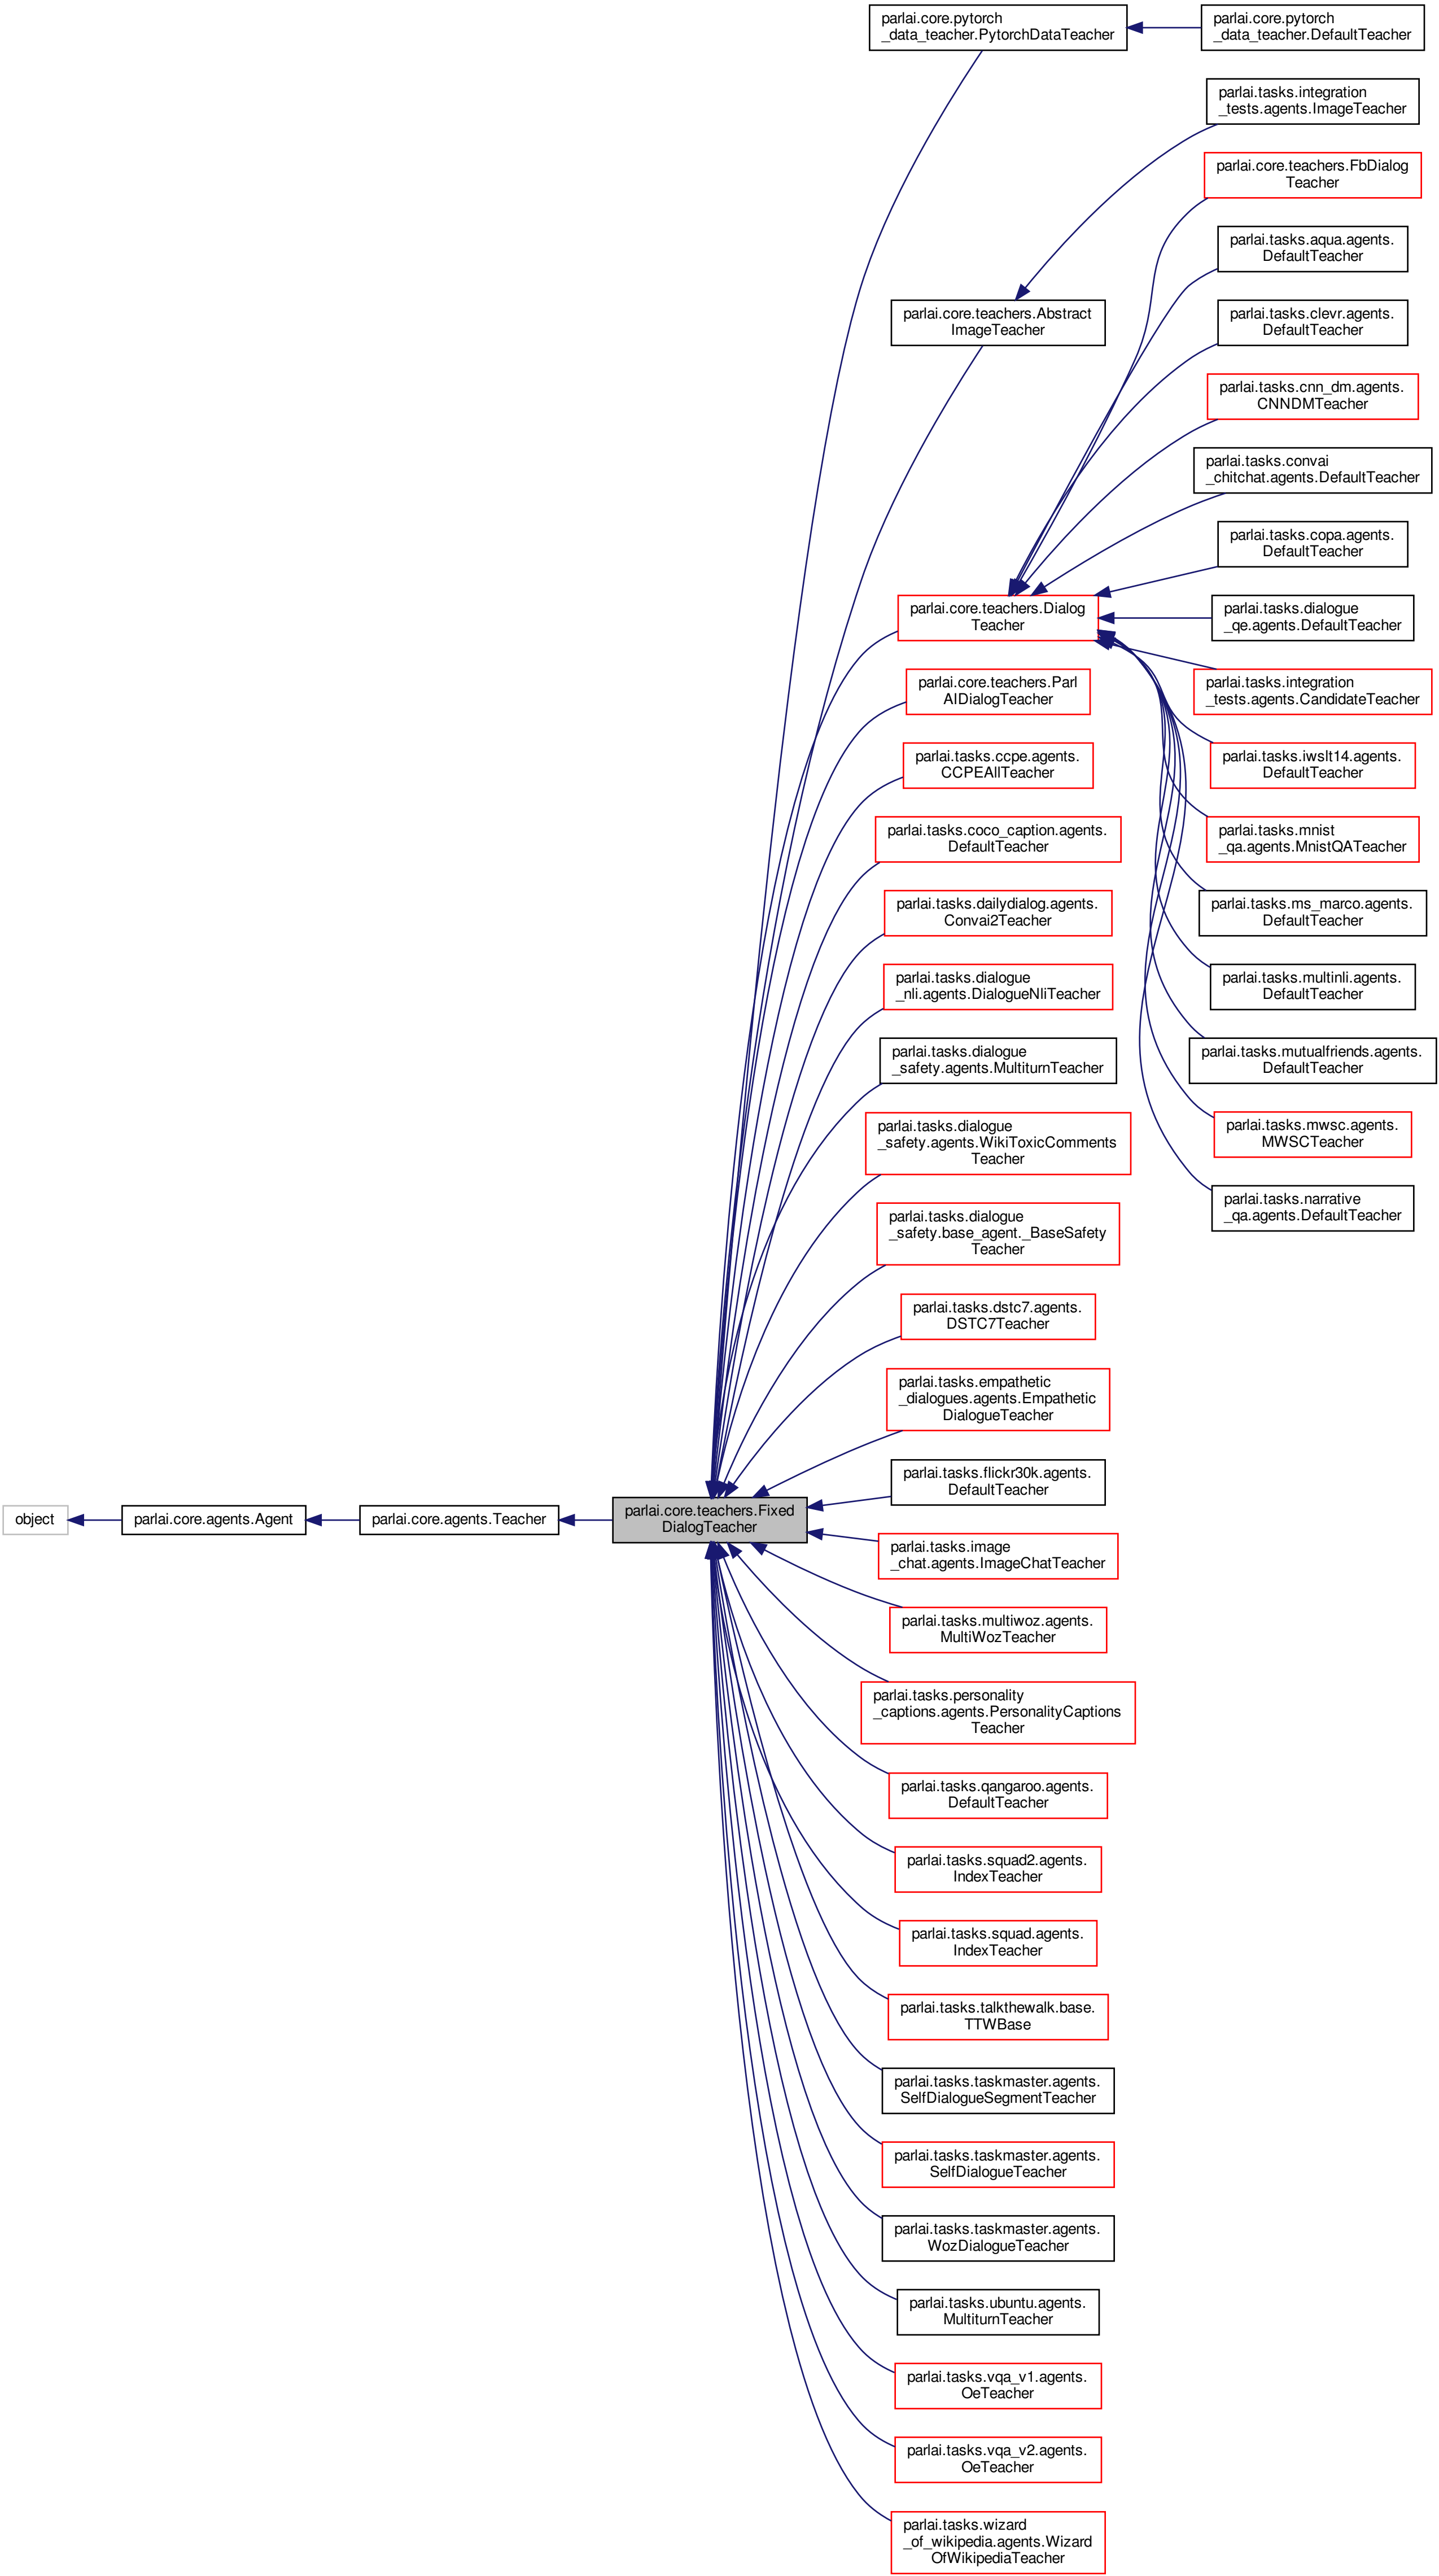 parlai.core.pytorch
_data_teacher.PytorchDataTeacher
parlai.core.pytorch
_data_teacher.DefaultTeacher
parlai.tasks.integration
_tests.agents.ImageTeacher
parlai.core.teachers.FbDialog
Teacher
parlai.tasks.aqua.agents.
DefaultTeacher
parlai.core.teachers.Abstract
ImageTeacher
parlai.tasks.clevr.agents.
DefaultTeacher
parlai.tasks.cnn_dm.agents.
CNNDMTeacher
parlai.tasks.convai
_chitchat.agents.DefaultTeacher
parlai.tasks.copa.agents.
DefaultTeacher
parlai.core.teachers.Dialog
Teacher
parlai.tasks.dialogue
_qe.agents.DefaultTeacher
parlai.core.teachers.Parl
AIDialogTeacher
parlai.tasks.integration
_tests.agents.CandidateTeacher
parlai.tasks.ccpe.agents.
CCPEAllTeacher
parlai.tasks.iwslt14.agents.
DefaultTeacher
parlai.tasks.coco_caption.agents.
DefaultTeacher
parlai.tasks.mnist
_qa.agents.MnistQATeacher
parlai.tasks.dailydialog.agents.
Convai2Teacher
parlai.tasks.ms_marco.agents.
DefaultTeacher
parlai.tasks.dialogue
_nli.agents.DialogueNliTeacher
parlai.tasks.multinli.agents.
DefaultTeacher
parlai.tasks.dialogue
_safety.agents.MultiturnTeacher
parlai.tasks.mutualfriends.agents.
DefaultTeacher
parlai.tasks.dialogue
_safety.agents.WikiToxicComments
Teacher
parlai.tasks.mwsc.agents.
MWSCTeacher
parlai.tasks.dialogue
_safety.base_agent._BaseSafety
Teacher
parlai.tasks.narrative
_qa.agents.DefaultTeacher
parlai.tasks.dstc7.agents.
DSTC7Teacher
parlai.tasks.empathetic
_dialogues.agents.Empathetic
DialogueTeacher
parlai.tasks.flickr30k.agents.
DefaultTeacher
object
parlai.core.agents.Agent
parlai.core.agents.Teacher
parlai.core.teachers.Fixed
DialogTeacher
parlai.tasks.image
_chat.agents.ImageChatTeacher
parlai.tasks.multiwoz.agents.
MultiWozTeacher
parlai.tasks.personality
_captions.agents.PersonalityCaptions
Teacher
parlai.tasks.qangaroo.agents.
DefaultTeacher
parlai.tasks.squad2.agents.
IndexTeacher
parlai.tasks.squad.agents.
IndexTeacher
parlai.tasks.talkthewalk.base.
TTWBase
parlai.tasks.taskmaster.agents.
SelfDialogueSegmentTeacher
parlai.tasks.taskmaster.agents.
SelfDialogueTeacher
parlai.tasks.taskmaster.agents.
WozDialogueTeacher
parlai.tasks.ubuntu.agents.
MultiturnTeacher
parlai.tasks.vqa_v1.agents.
OeTeacher
parlai.tasks.vqa_v2.agents.
OeTeacher
parlai.tasks.wizard
_of_wikipedia.agents.Wizard
OfWikipediaTeacher